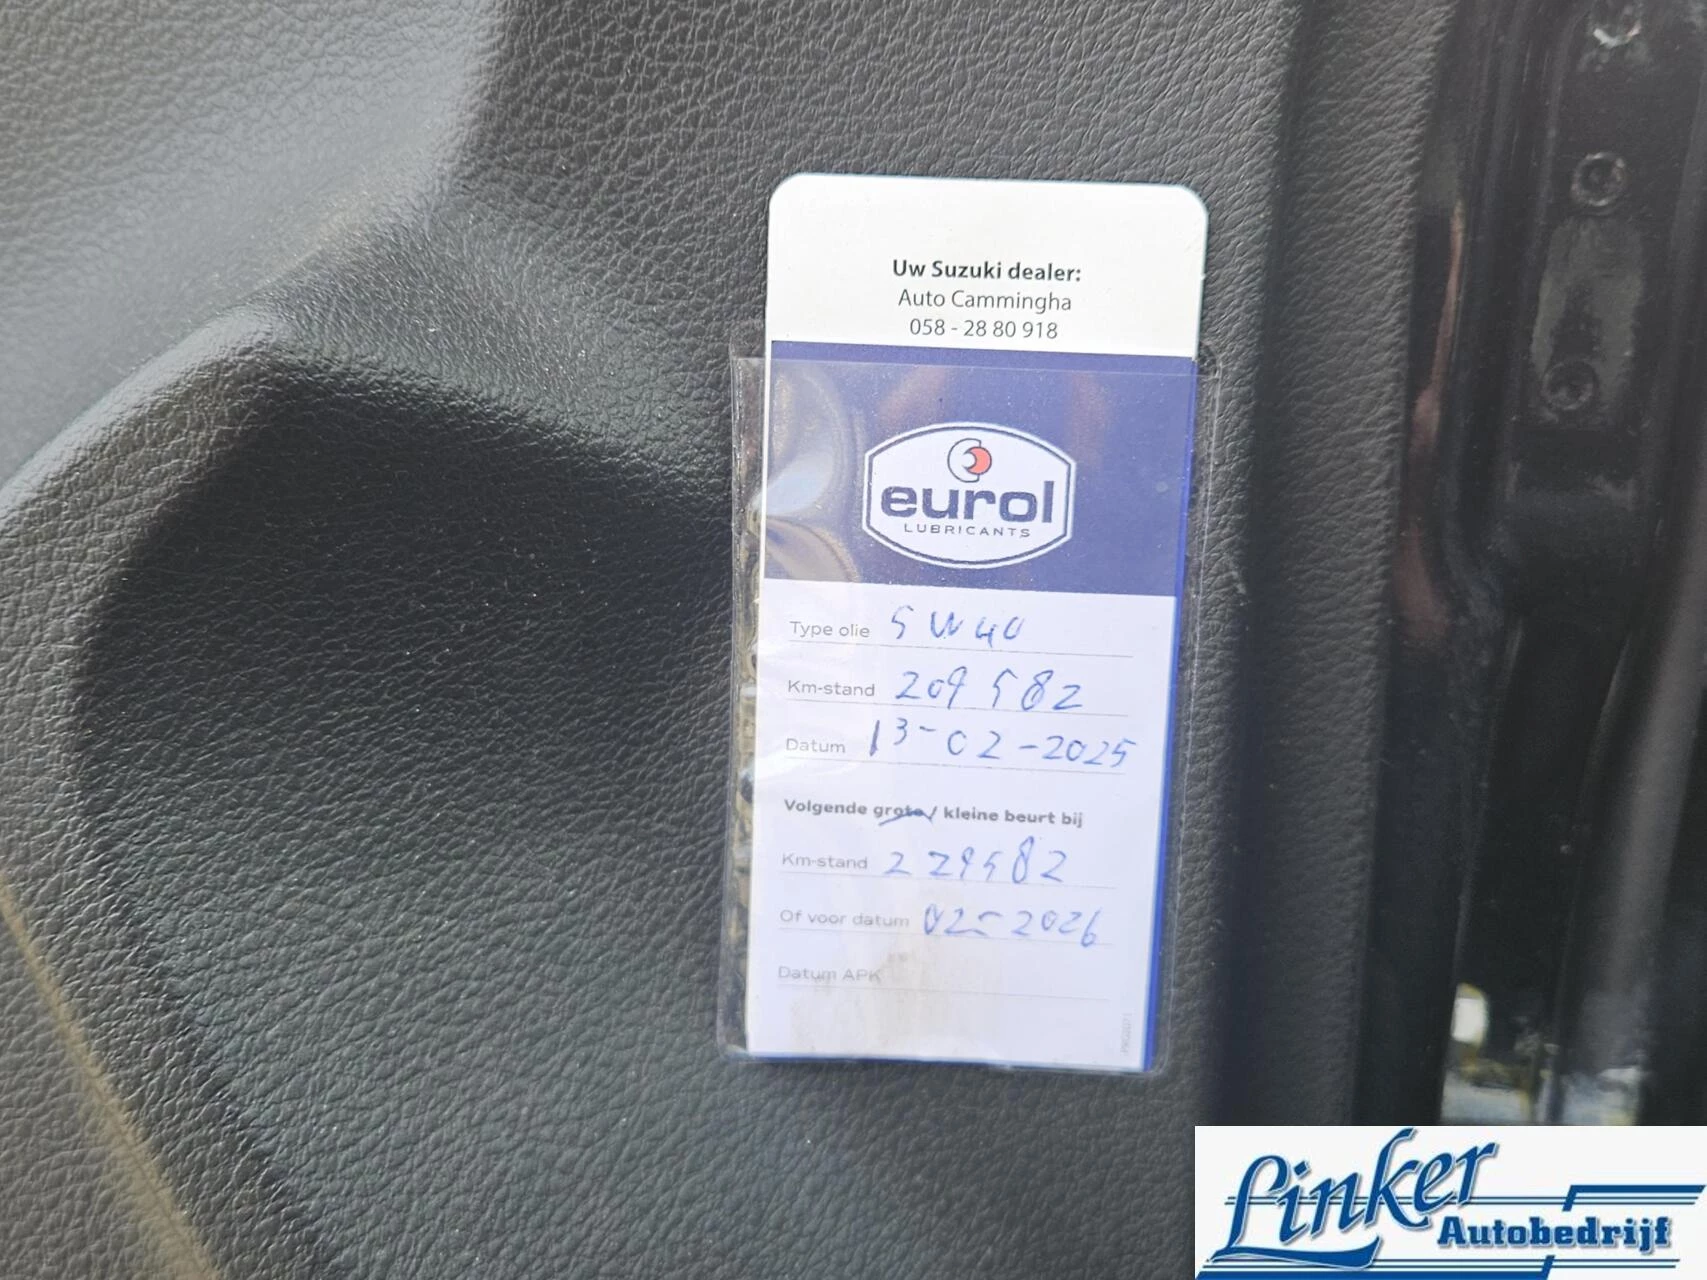 Uw Suzuki dealer:
Auto Cammingha
058 - 28 80 918
eurol
LUBRICANTS
Type olie 5W40
Km-stand 209582
Datum 13-02-2025
Volgende grote / kleine beurt bij
Km-stand 229582
Of voor datum 02-2026
Datum APK
Linker
Autobedrijf